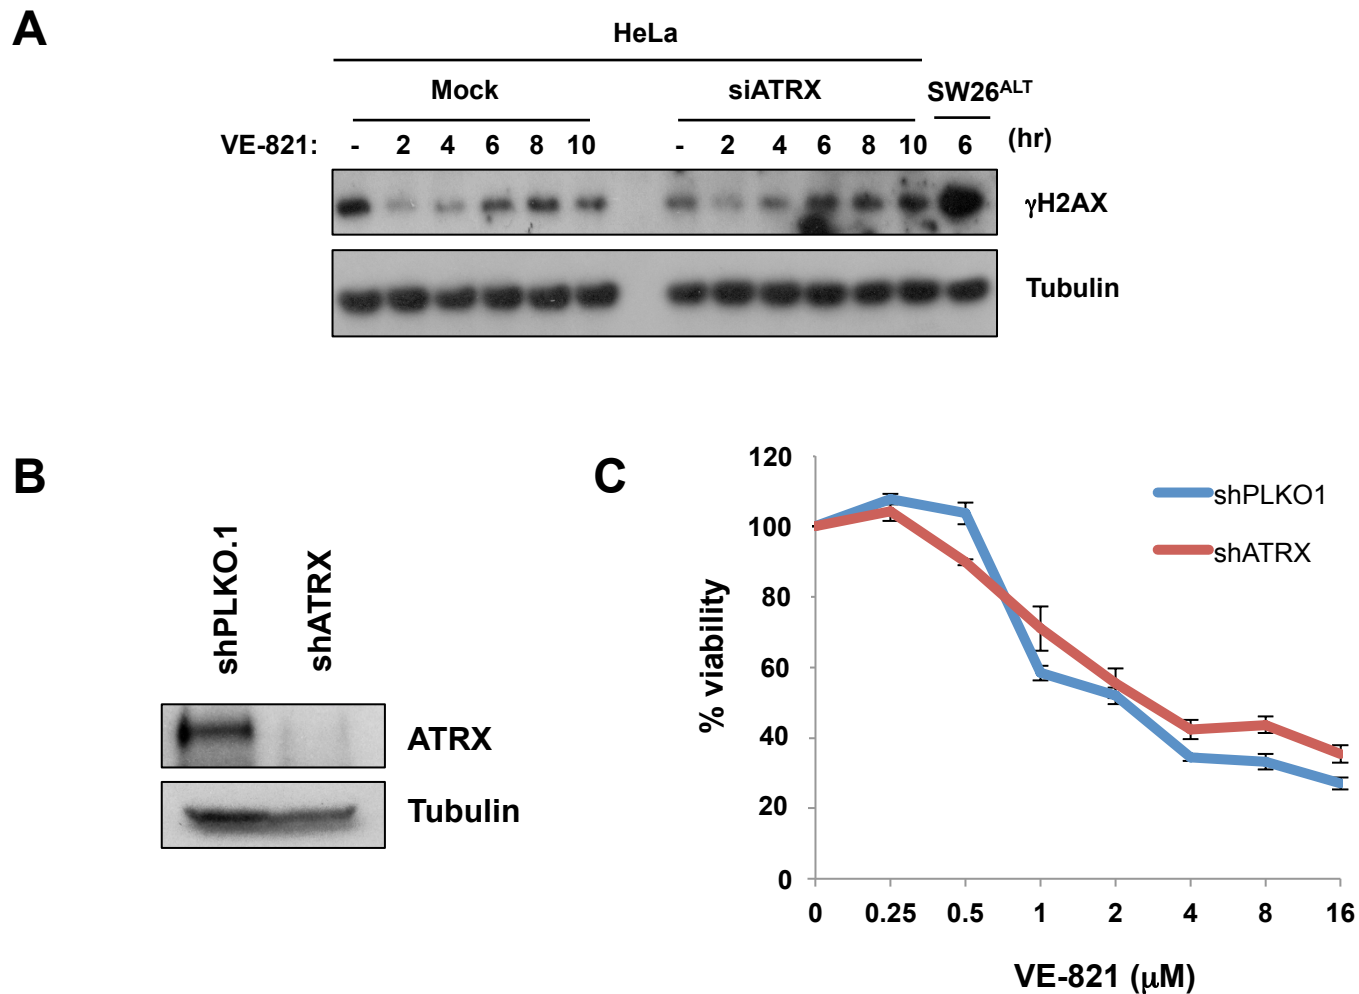 A
HeLa
Mock siATRX SW26ALT
VE-821: - 2 4 6 8 10 - 2 4 6 8 10 6 (hr)
γH2AX
Tubulin
B
shPLKO.1 shATRX
ATRX
Tubulin
C
120
100
80
60
40
20
0
% viability
shPLKO1
shATRX
0 0.25 0.5 1 2 4 8 16
VE-821 (μM)